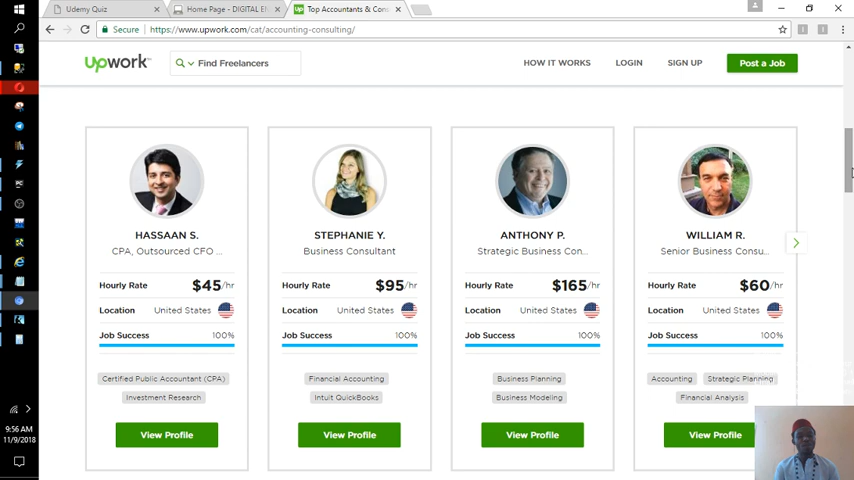 Udemy Quiz
Home Page - DIGITAL EN
Up Top Accountants & Con
Secure https://www.upwork.com/cat/accounting-consulting/
upwork
Find Freelancers
HOW IT WORKS LOGIN SIGN UP Post a Job
HASSAAN S.
CPA, Outsourced CFO ...
Hourly Rate $45/hr
Location United States
Job Success 100%
Certified Public Accountant (CPA)
Investment Research
View Profile
STEPHANIE Y.
Business Consultant
Hourly Rate $95/hr
Location United States
Job Success 100%
Financial Accounting
Intuit QuickBooks
View Profile
ANTHONY P.
Strategic Business Con...
Hourly Rate $165/hr
Location United States
Job Success 100%
Business Planning
Business Modeling
View Profile
WILLIAM R.
Senior Business Consu...
Hourly Rate $60/hr
Location United States
Job Success 100%
Accounting Strategic Planning
Financial Analysis
View Profile
9:56 AM
11/9/2018